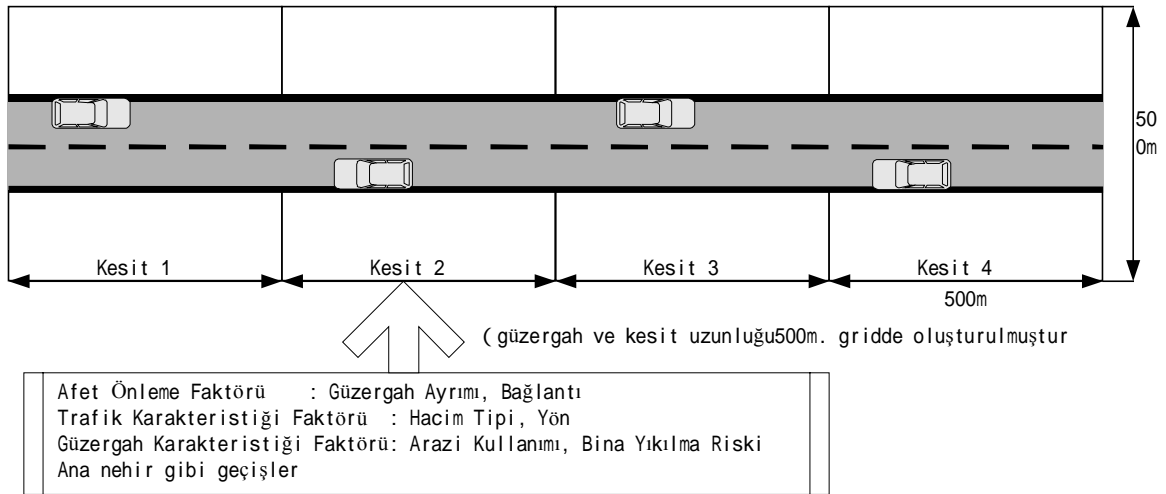 50
0m
Kesit 1 Kesit 2 Kesit 3 Kesit 4
500m
(güzergah ve kesit uzunluğu500m. gridde oluşturulmuştur
Afet Önleme Faktörü : Güzergah Ayrımı, Bağlantı
Trafik Karakteristiği Faktörü : Hacim Tipi, Yön
Güzergah Karakteristiği Faktörü: Arazi Kullanımı, Bina Yıkılma Riski
Ana nehir gibi geçişler